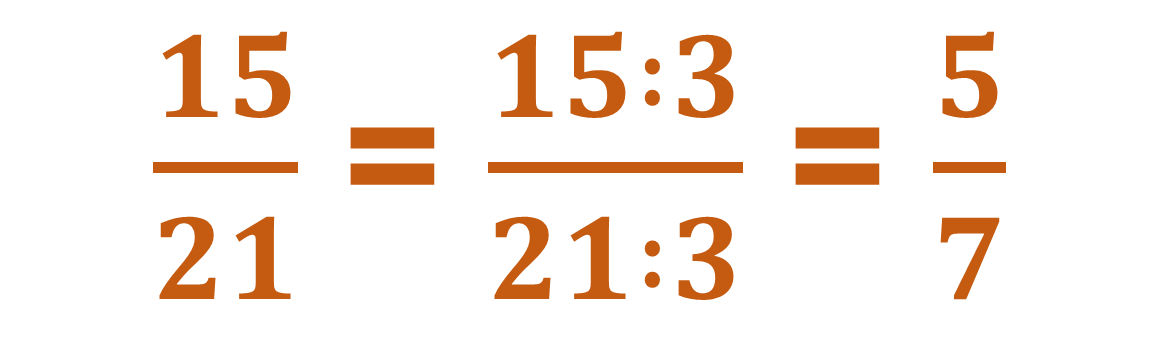 15/21 = 15:3/21:3 = 5/7